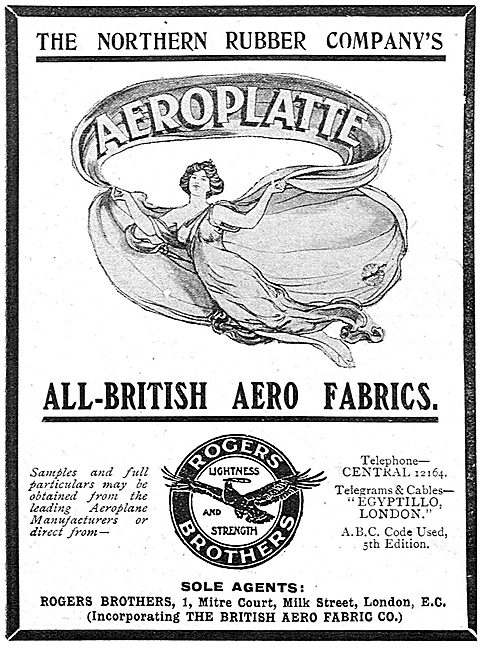 THE NORTHERN RUBBER COMPANY'S
AEROPLATTE
ALL-BRITISH AERO FABRICS.
Samples and full
particulars may be
obtained from the
leading Aeroplane
Manufacturers or
direct from—
ROGERS
LIGHTNESS
AND
STRENGTH
BROTHERS
Telephone—
CENTRAL 12164.
Telegrams & Cables—
"EGYPTILLO,
LONDON."
A.B.C. Code Used,
5th Edition.
SOLE AGENTS:
ROGERS BROTHERS, 1, Mitre Court, Milk Street, London, E.C.
(Incorporating THE BRITISH AERO FABRIC CO.)